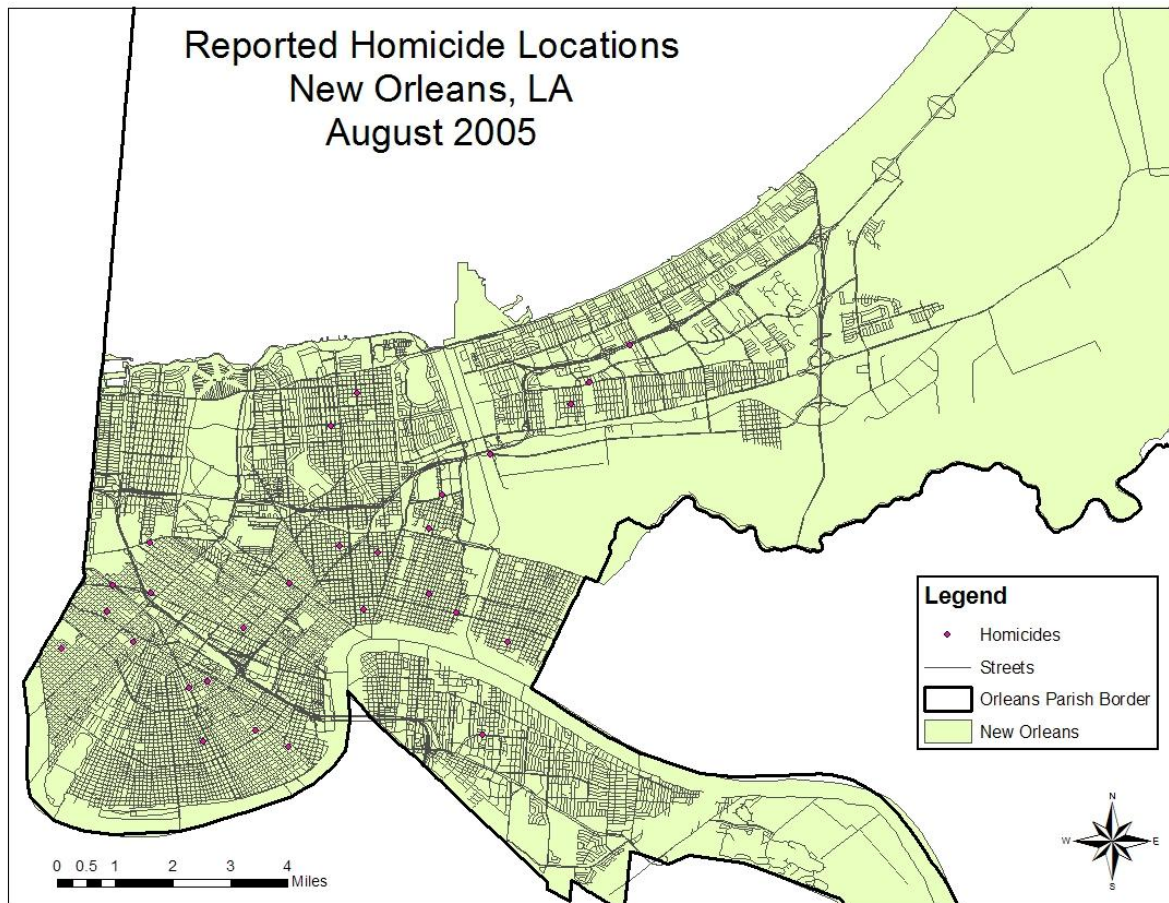 Reported Homicide Locations
New Orleans, LA
August 2005
Legend
Homicides
Streets
Orleans Parish Border
New Orleans
N
W E
S
0 0.5 1 2 3 4
Miles